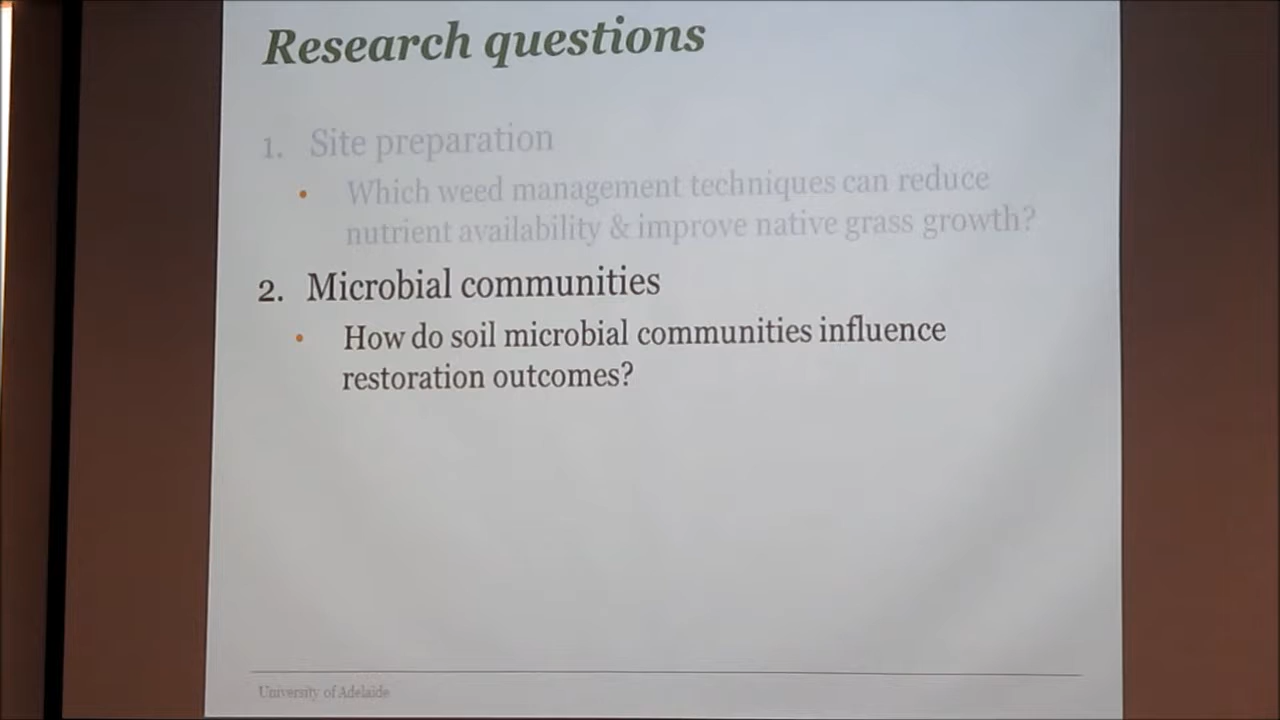 Research questions
1. Site preparation
• Which weed management techniques can reduce
nutrient availability & improve native grass growth?
2. Microbial communities
• How do soil microbial communities influence
restoration outcomes?
University of Adelaide